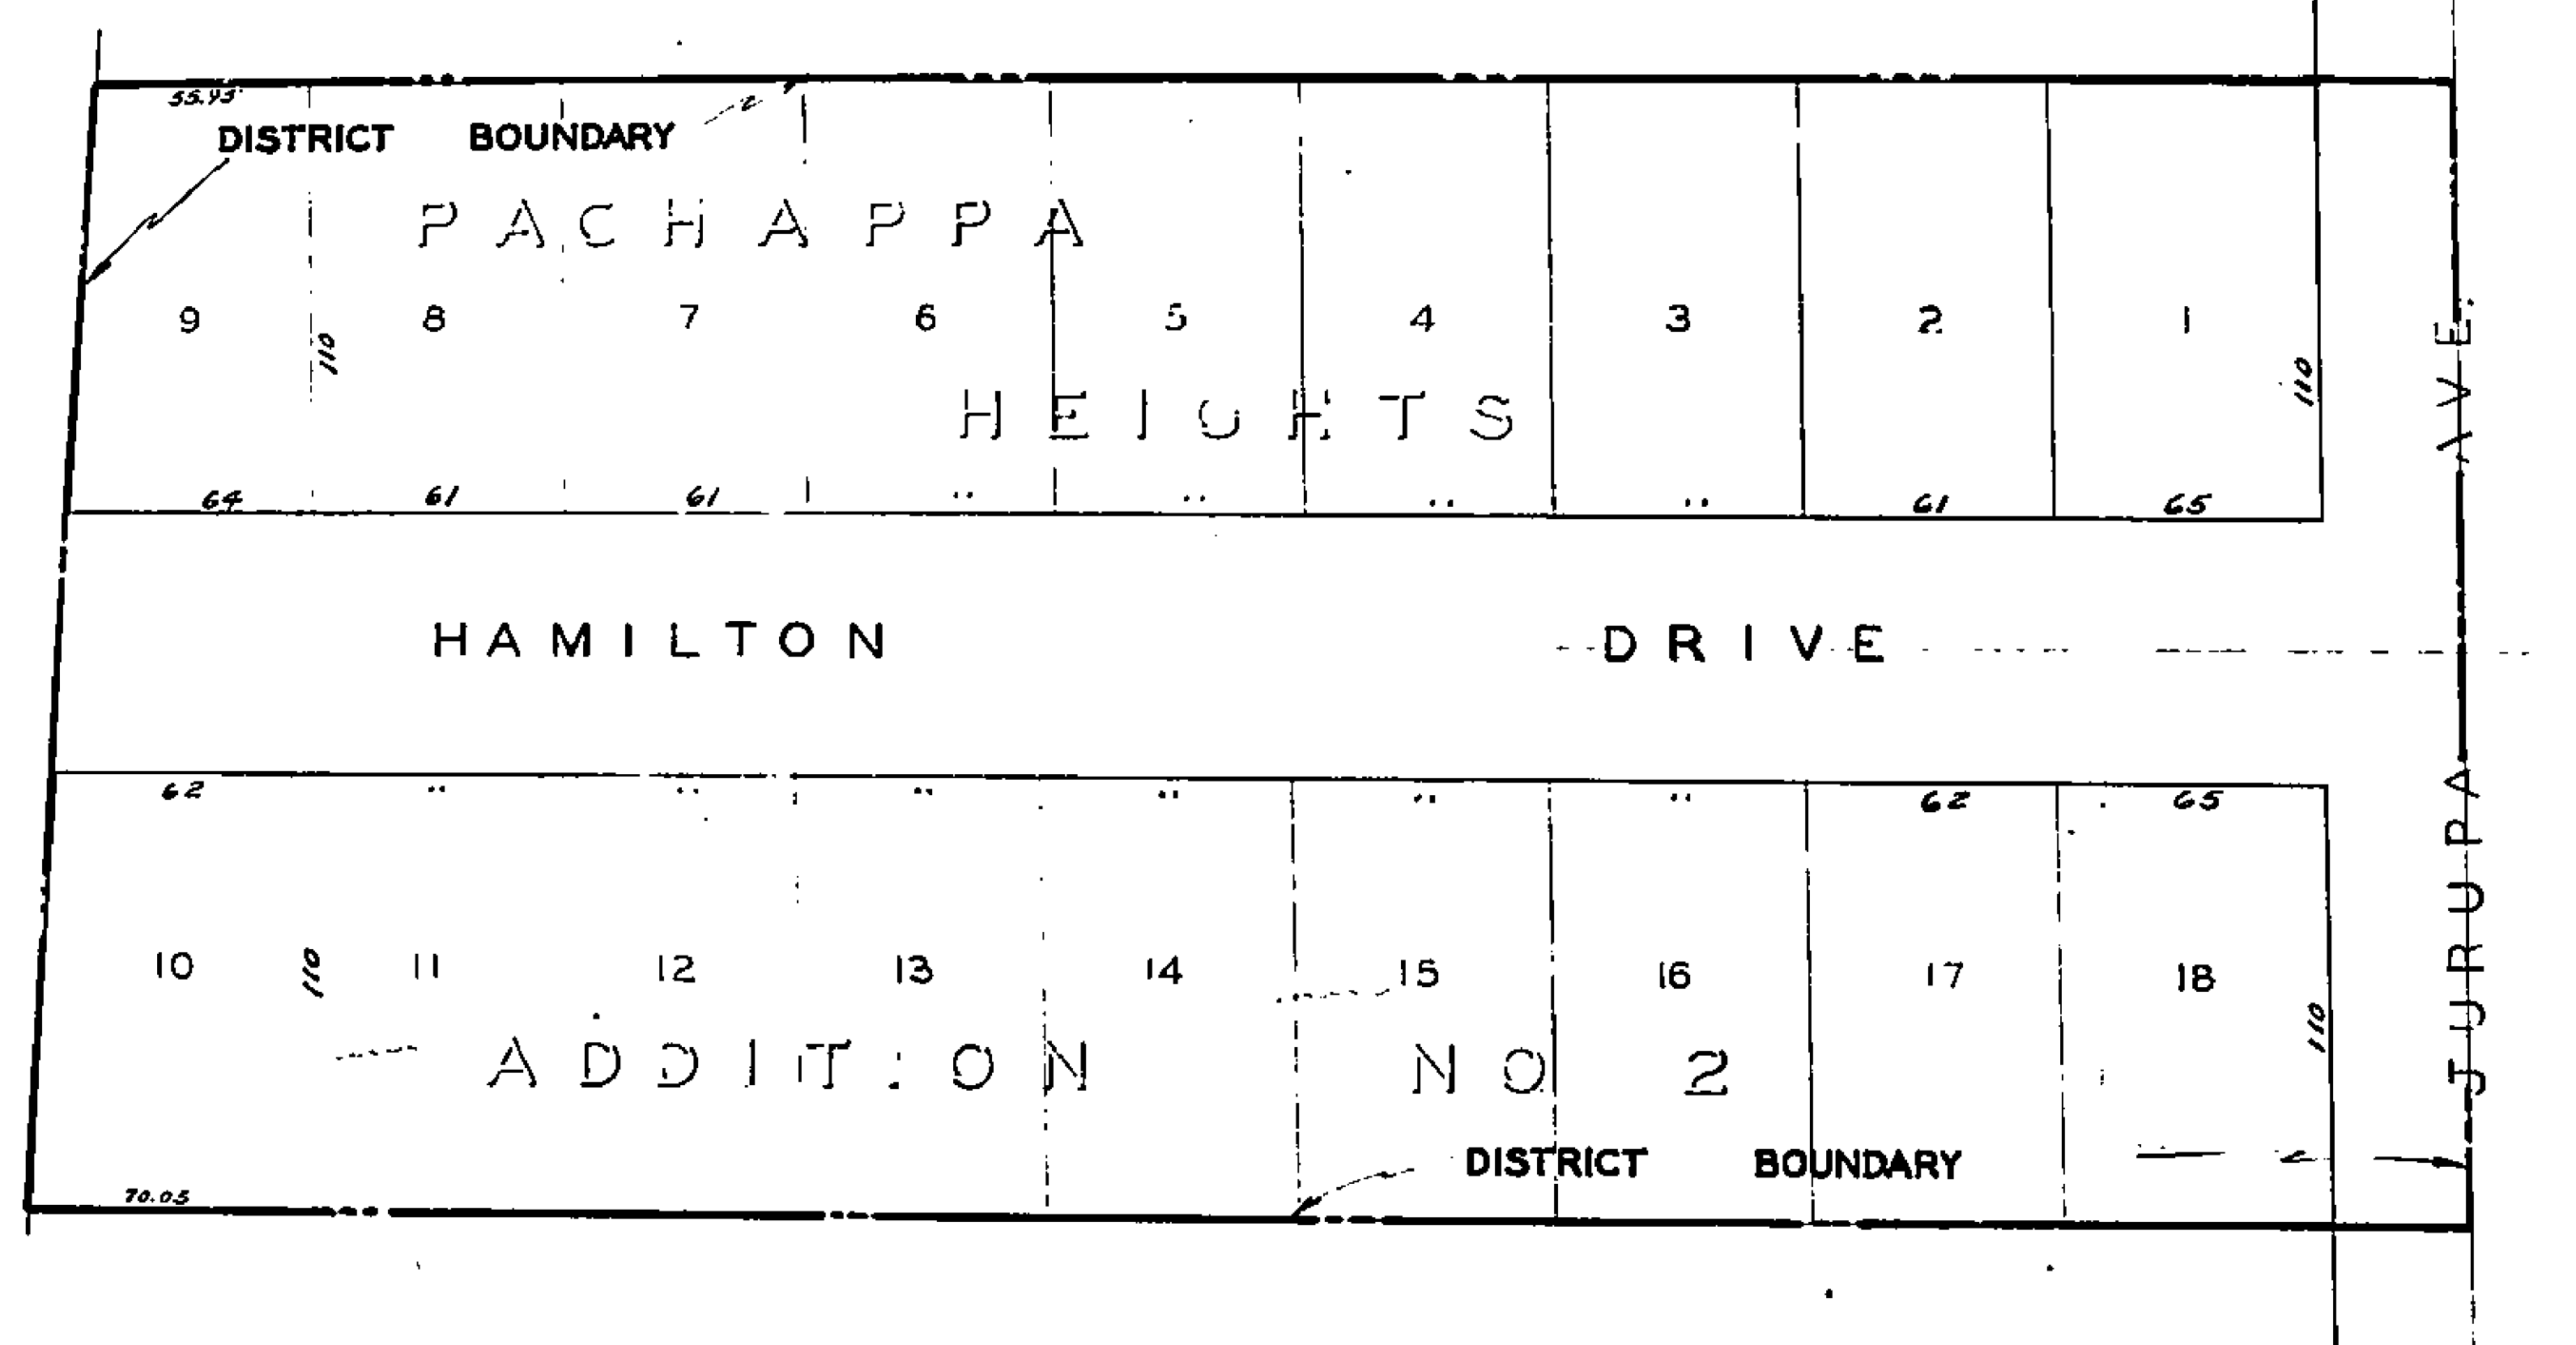 55.95'
DISTRICT BOUNDARY
PACHAPPA
9 8 7 6 5 4 3 2 1
110 110
HEIGHTS
64 61 61 " " " " 61 65
HAMILTON DRIVE
JURUPA AVE.
62 " " " " " " 62 65
10 11 12 13 14 15 16 17 18
110 110
ADDITION NO 2
DISTRICT BOUNDARY
70.05